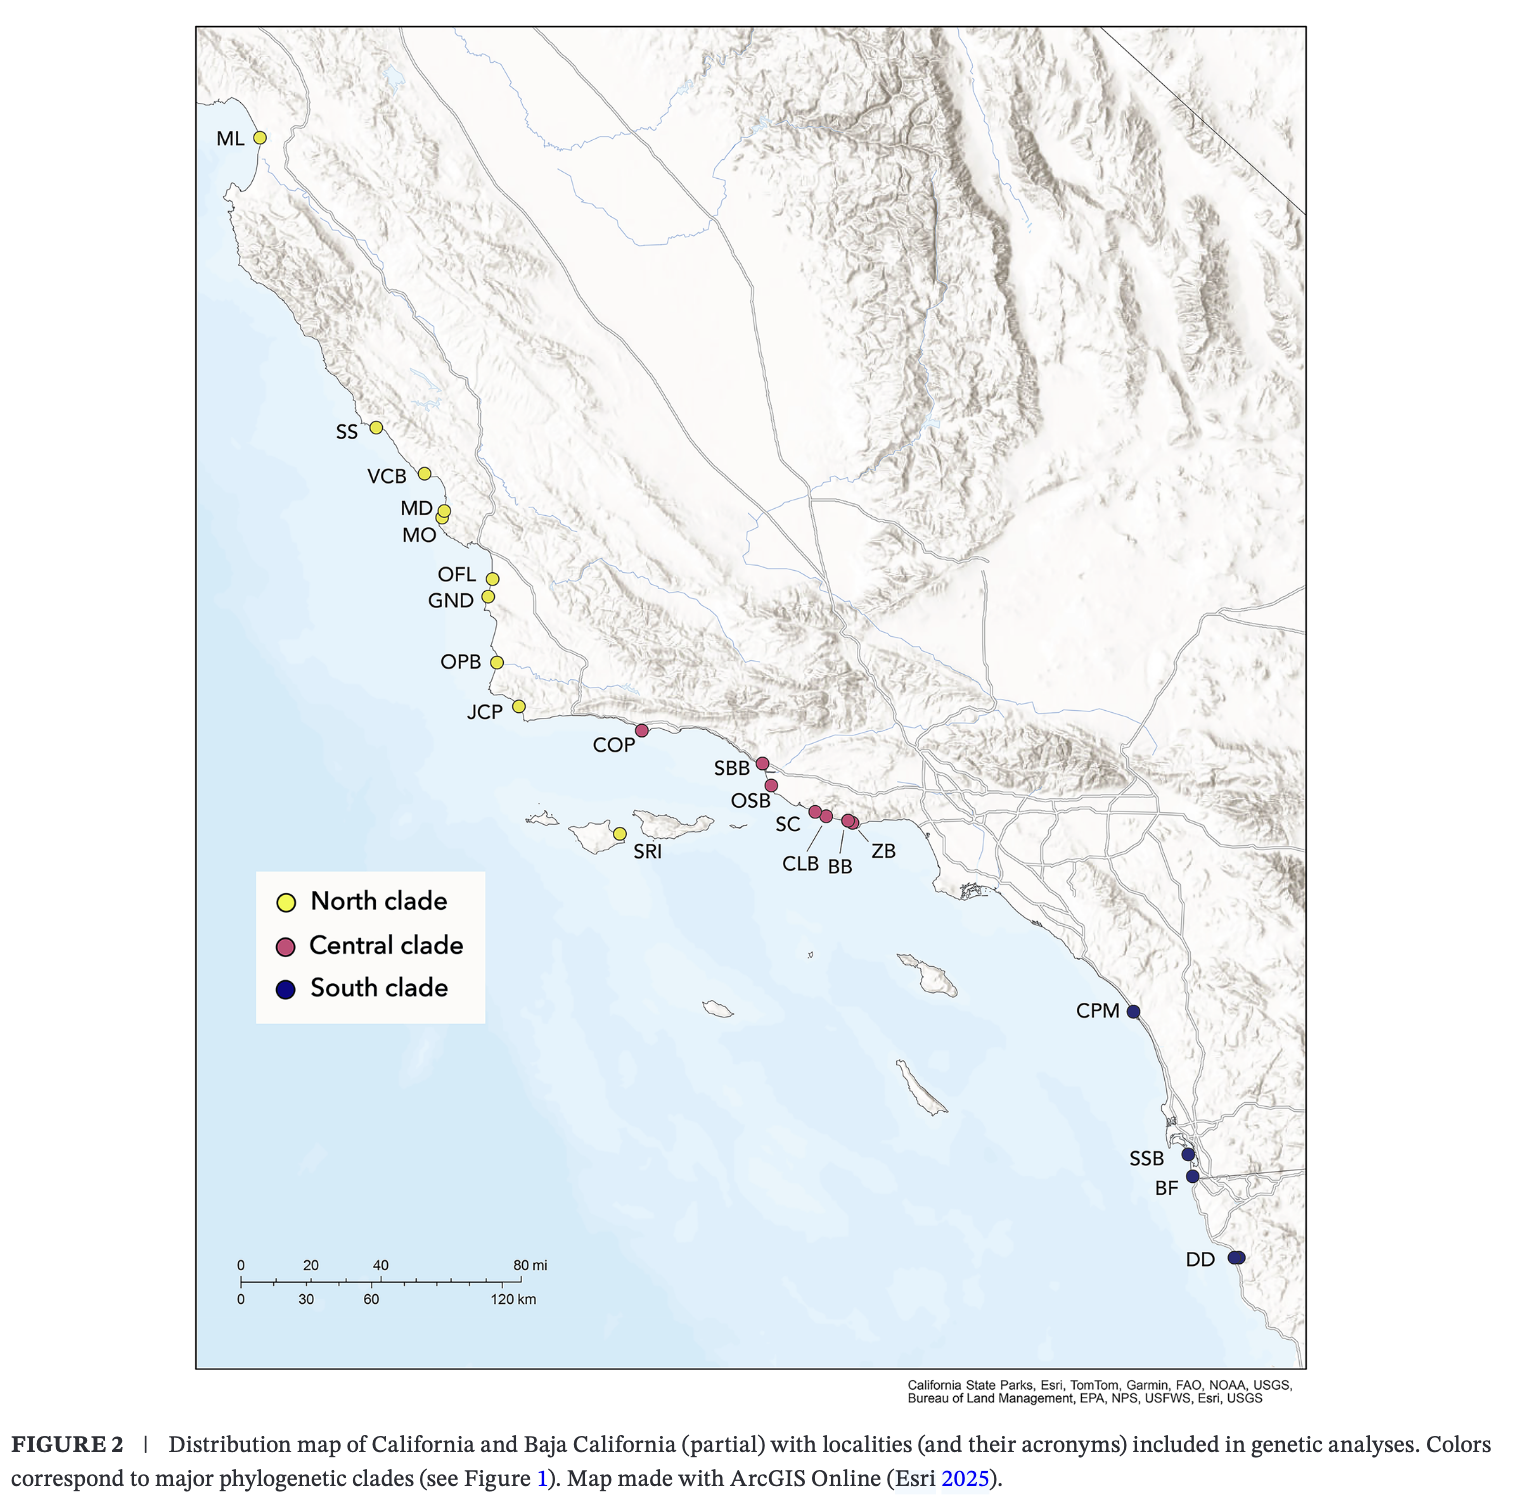 ML
SS
VCB
MD
MO
OFL
GND
OPB
JCP
COP
SBB
OSB
SC
CLB
BB
ZB
SRI
North clade
Central clade
South clade
CPM
SSB
BF
DD
0 20 40 80 mi
0 30 60 120 km
California State Parks, Esri, TomTom, Garmin, FAO, NOAA, USGS,
Bureau of Land Management, EPA, NPS, USFWS, Esri, USGS
FIGURE 2 | Distribution map of California and Baja California (partial) with localities (and their acronyms) included in genetic analyses. Colors
correspond to major phylogenetic clades (see Figure 1). Map made with ArcGIS Online (Esri 2025).